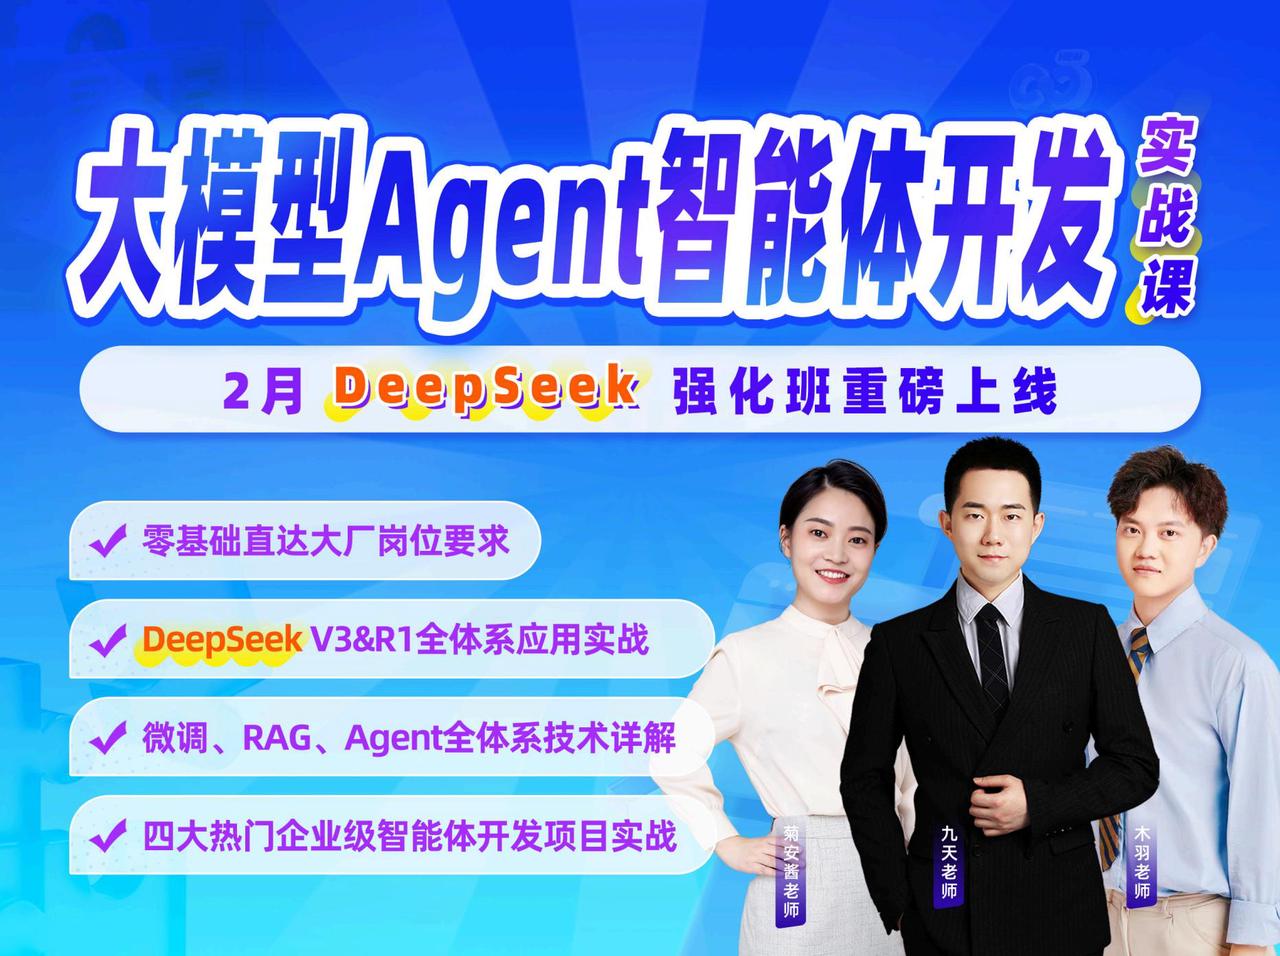 大模型Agent智能体开发
实战课
2月 DeepSeek 强化班重磅上线
零基础直达大厂岗位要求
DeepSeek V3&R1全体系应用实战
微调、RAG、Agent全体系技术详解
四大热门企业级智能体开发项目实战
菊安酱老师
九天老师
木羽老师